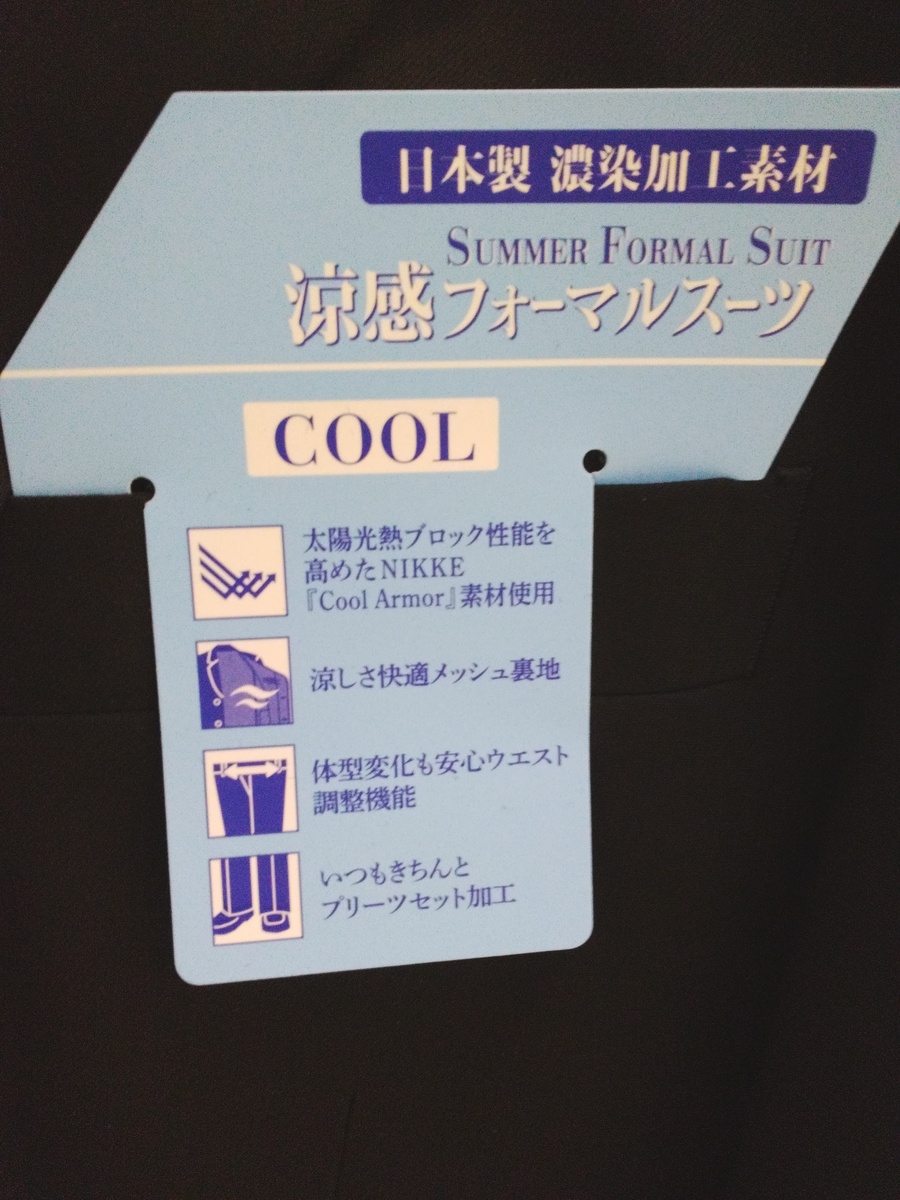 日本製 濃染加工素材
SUMMER FORMAL SUIT
涼感フォーマルスーツ
COOL
太陽光熱ブロック性能を
高めたNIKKE
『Cool Armor』素材使用
涼しさ快適メッシュ裏地
体型変化も安心ウエスト
調整機能
いつもきちんと
プリーツセット加工